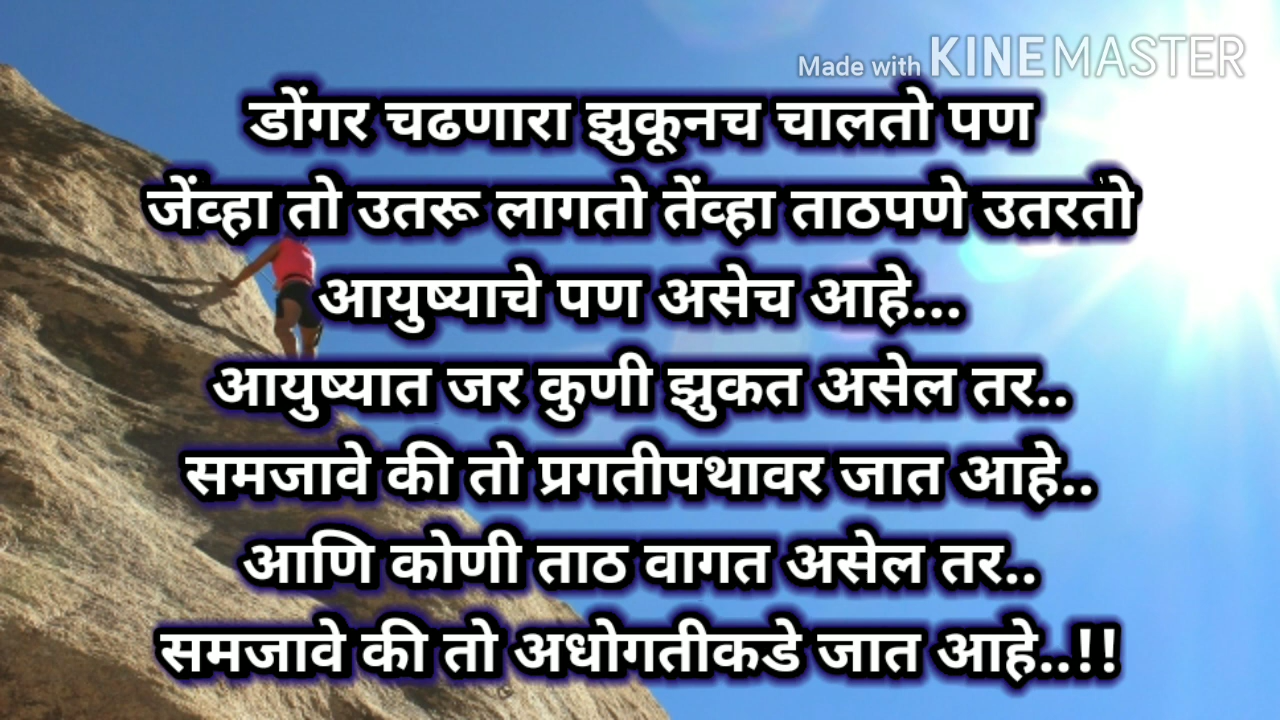 Made with KINEMASTER
डोंगर चढणारा झुकूनच चालतो पण
जेंव्हा तो उतरू लागतो तेंव्हा ताठपणे उतरतो
आयुष्याचे पण असेच आहे...
आयुष्यात जर कुणी झुकत असेल तर..
समजावे की तो प्रगतीपथावर जात आहे..
आणि कोणी ताठ वागत असेल तर..
समजावे की तो अधोगतीकडे जात आहे..!!